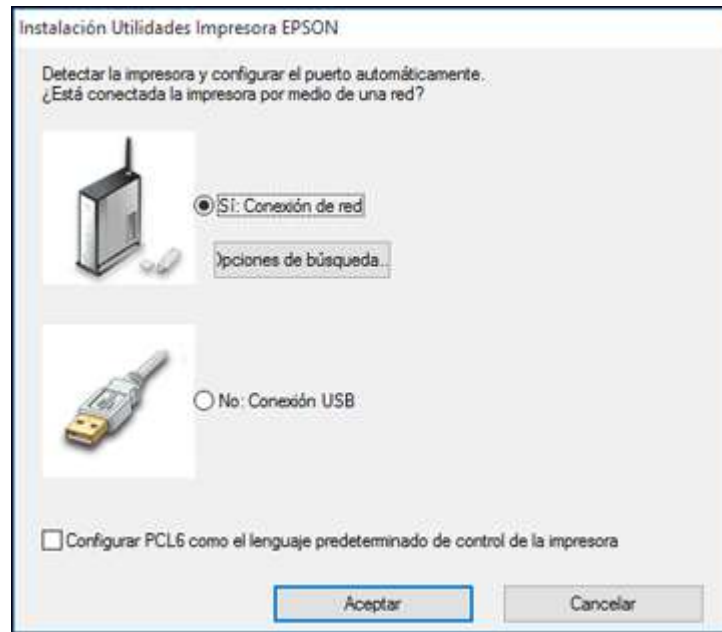 Instalación Utilidades Impresora EPSON
Detectar la impresora y configurar el puerto automáticamente.
¿Está conectada la impresora por medio de una red?
Sí: Conexión de red
Opciones de búsqueda...
No: Conexión USB
Configurar PCL6 como el lenguaje predeterminado de control de la impresora
Aceptar
Cancelar